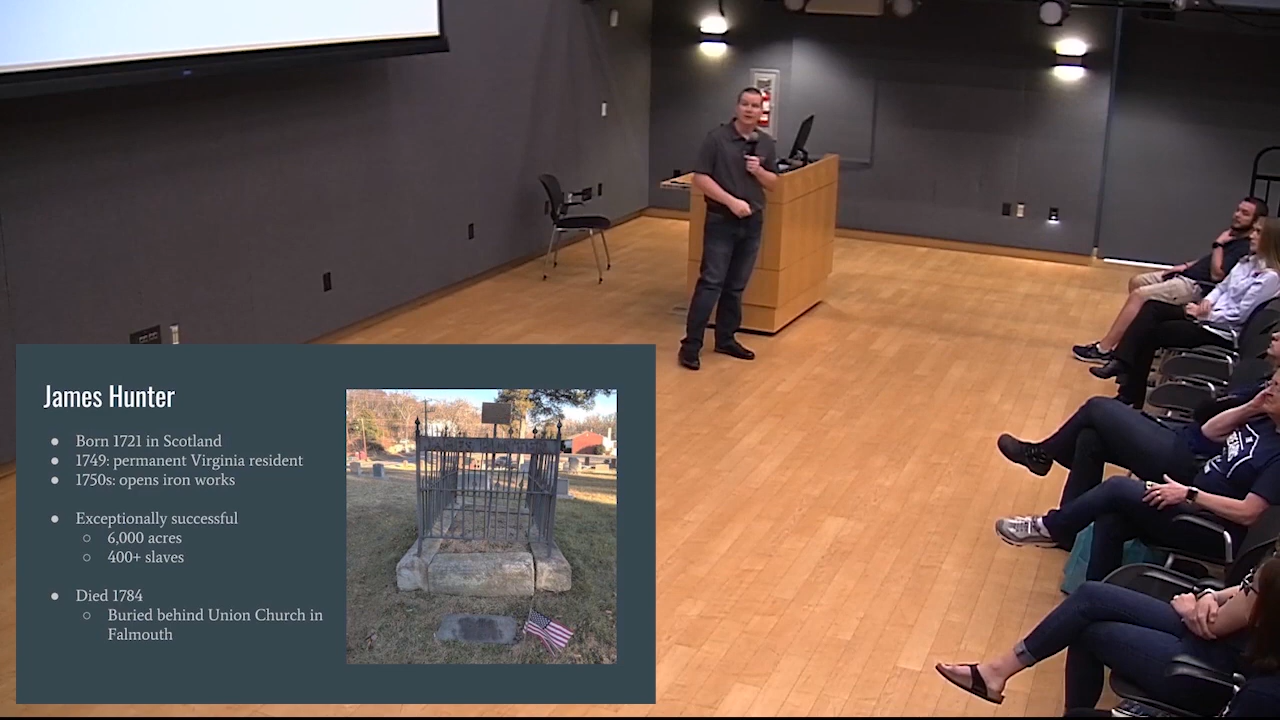 James Hunter
● Born 1721 in Scotland
● 1749: permanent Virginia resident
● 1750s: opens iron works
● Exceptionally successful
○ 6,000 acres
○ 400+ slaves
● Died 1784
○ Buried behind Union Church in
Falmouth